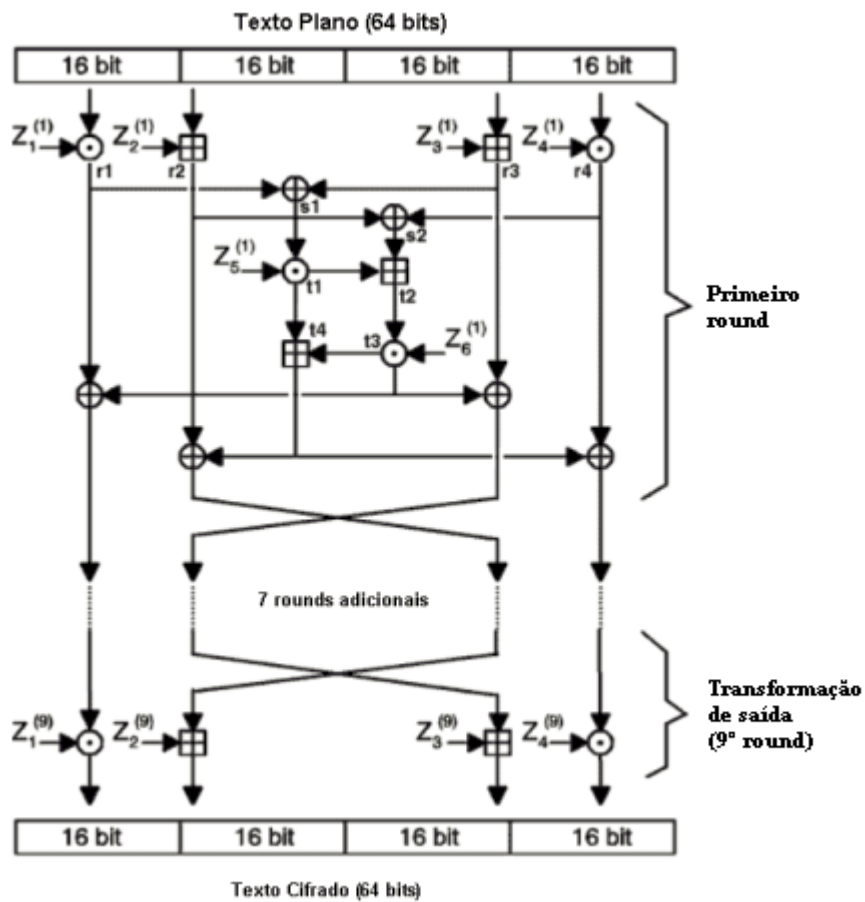 Texto Plano (64 bits)
16 bit 16 bit 16 bit 16 bit
Z1(1) Z2(1) Z3(1) Z4(1)
r1 r2 r3 r4
s1
s2
Z5(1)
t1 t2
t4 t3 Z6(1)
Primeiro
round
7 rounds adicionais
Transformação
de saída
(9° round)
Z1(9) Z2(9) Z3(9) Z4(9)
16 bit 16 bit 16 bit 16 bit
Texto Cifrado (64 bits)